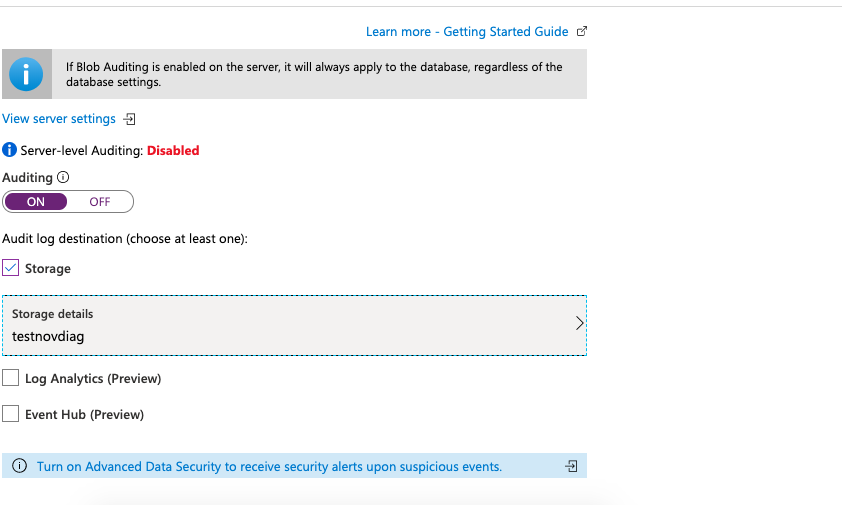 Learn more - Getting Started Guide
If Blob Auditing is enabled on the server, it will always apply to the database, regardless of the
database settings.
View server settings
Server-level Auditing: Disabled
Auditing
ON OFF
Audit log destination (choose at least one):
Storage
Storage details
testnovdiag
Log Analytics (Preview)
Event Hub (Preview)
Turn on Advanced Data Security to receive security alerts upon suspicious events.